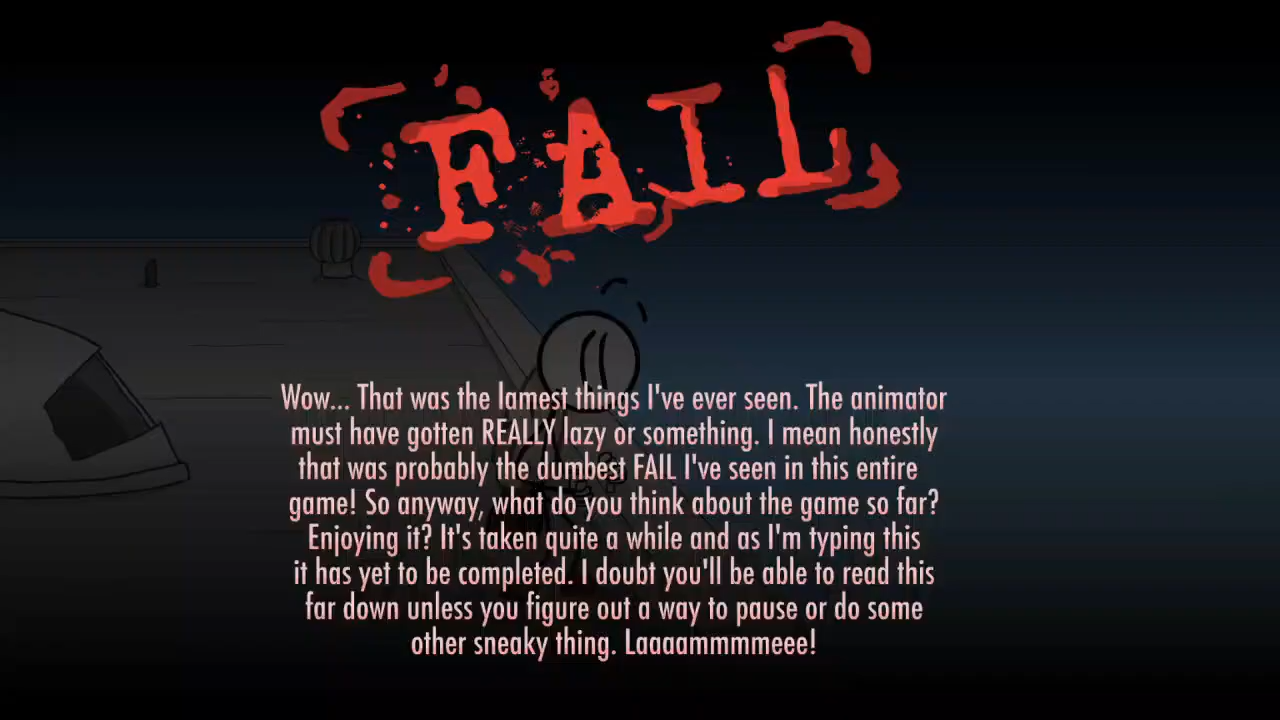 FAIL
Wow... That was the lamest things I've ever seen. The animator
must have gotten REALLY lazy or something. I mean honestly
that was probably the dumbest FAIL I've seen in this entire
game! So anyway, what do you think about the game so far?
Enjoying it? It's taken quite a while and as I'm typing this
it has yet to be completed. I doubt you'll be able to read this
far down unless you figure out a way to pause or do some
other sneaky thing. Laaaammmmeee!